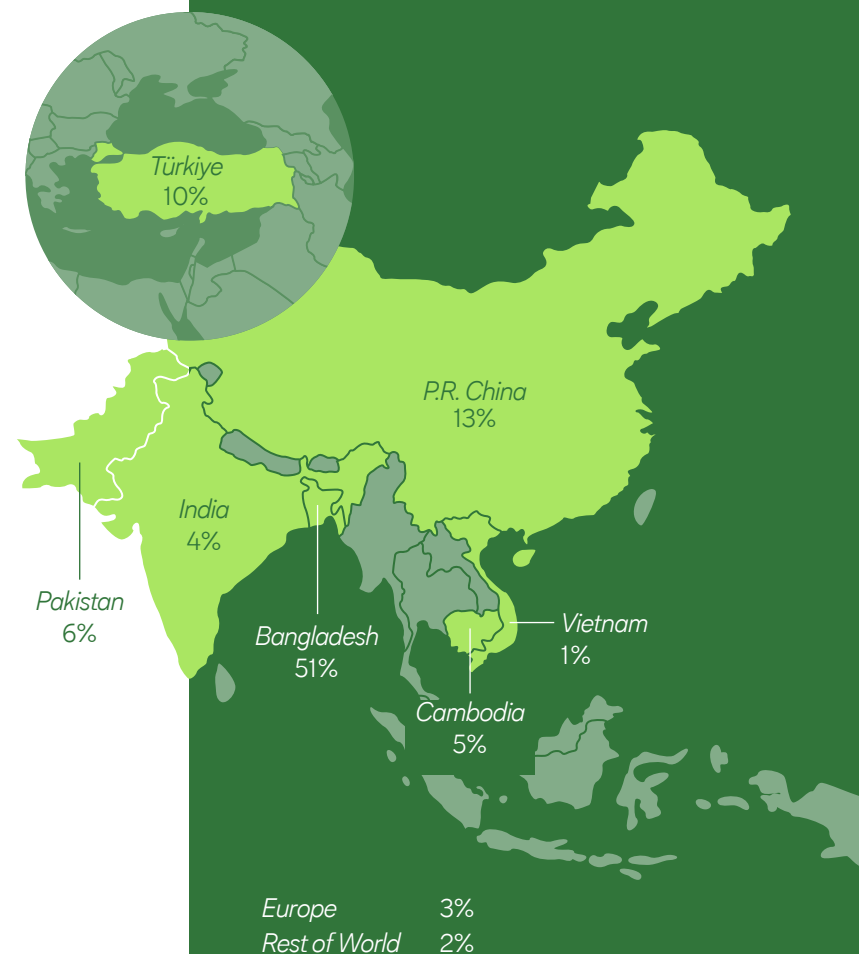 Türkiye
10%
P.R. China
13%
India
4%
Pakistan
6%
Bangladesh
51%
Vietnam
1%
Cambodia
5%
Europe 3%
Rest of World 2%